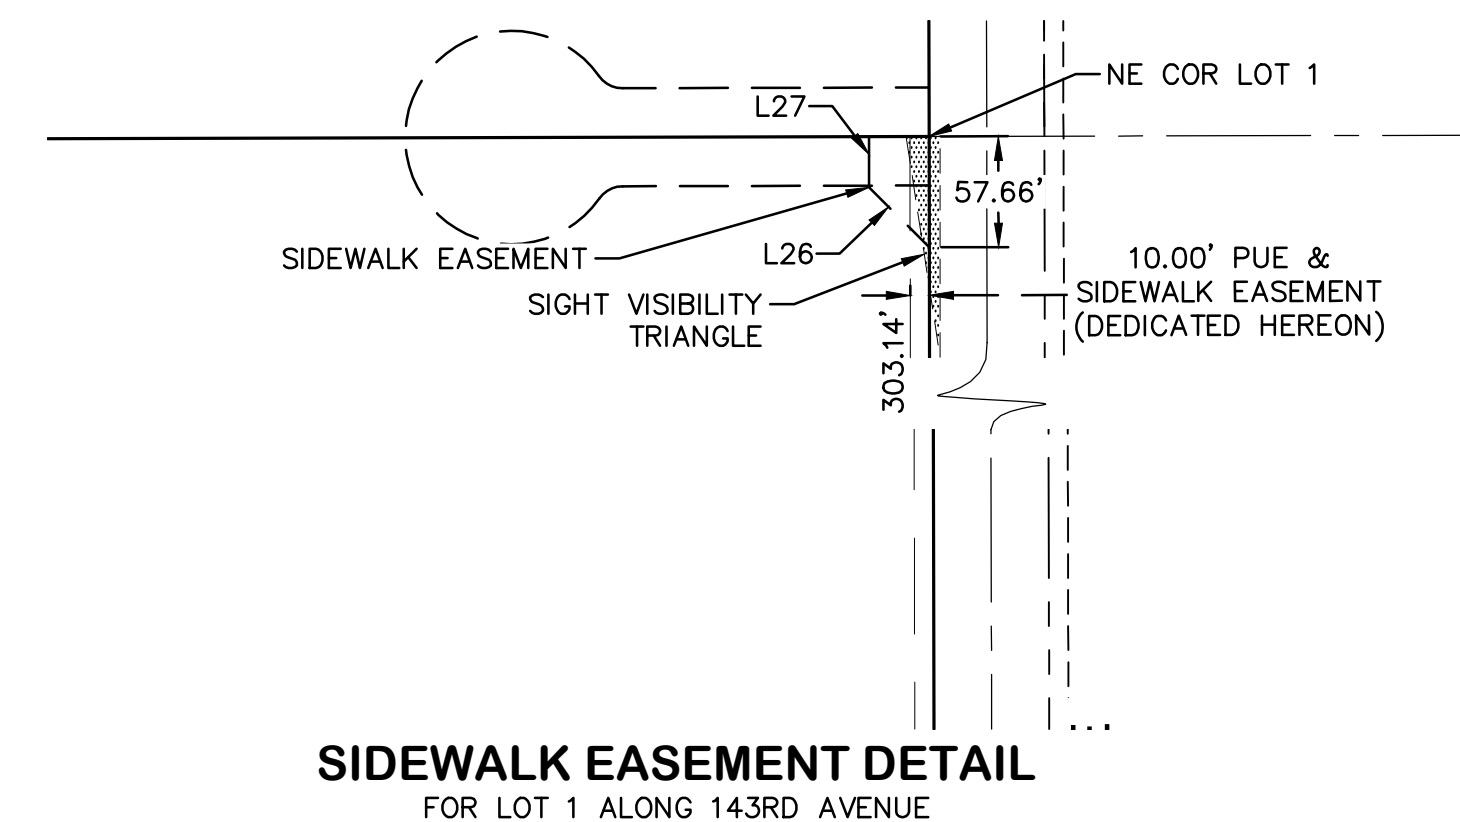 NE COR LOT 1
L27
57.66'
SIDEWALK EASEMENT
L26
10.00' PUE &
SIDEWALK EASEMENT
(DEDICATED HEREON)
SIGHT VISIBILITY
TRIANGLE
303.14'
SIDEWALK EASEMENT DETAIL
FOR LOT 1 ALONG 143RD AVENUE